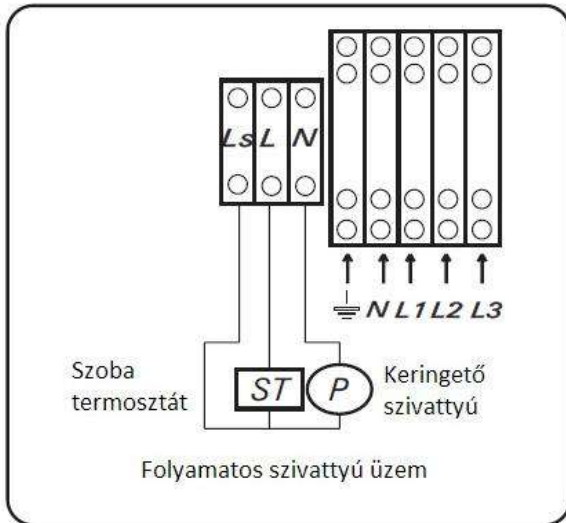 Ls L N
N L1 L2 L3
Szoba
termosztát
ST
P
Keringető
szivattyú
Folyamatos szivattyú üzem